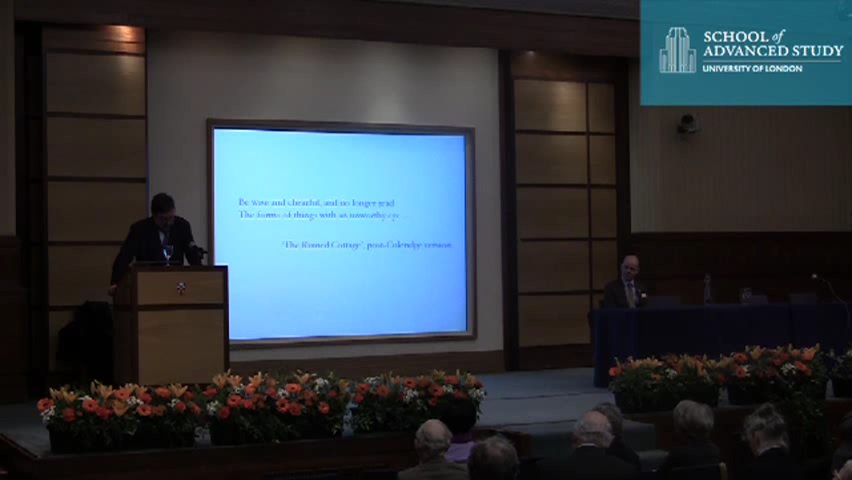 SCHOOL of
ADVANCED STUDY
UNIVERSITY OF LONDON
Be wise and chearful, and no longer read
The forms of things with an unworthy eye ...
'The Ruined Cottage', post-Coleridge version